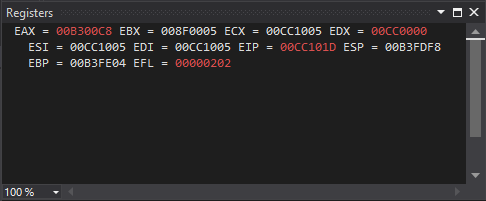 Registers
EAX = 00B300C8 EBX = 008F0005 ECX = 00CC1005 EDX = 00CC0000
ESI = 00CC1005 EDI = 00CC1005 EIP = 00CC101D ESP = 00B3FDF8
EBP = 00B3FE04 EFL = 00000202
100 %